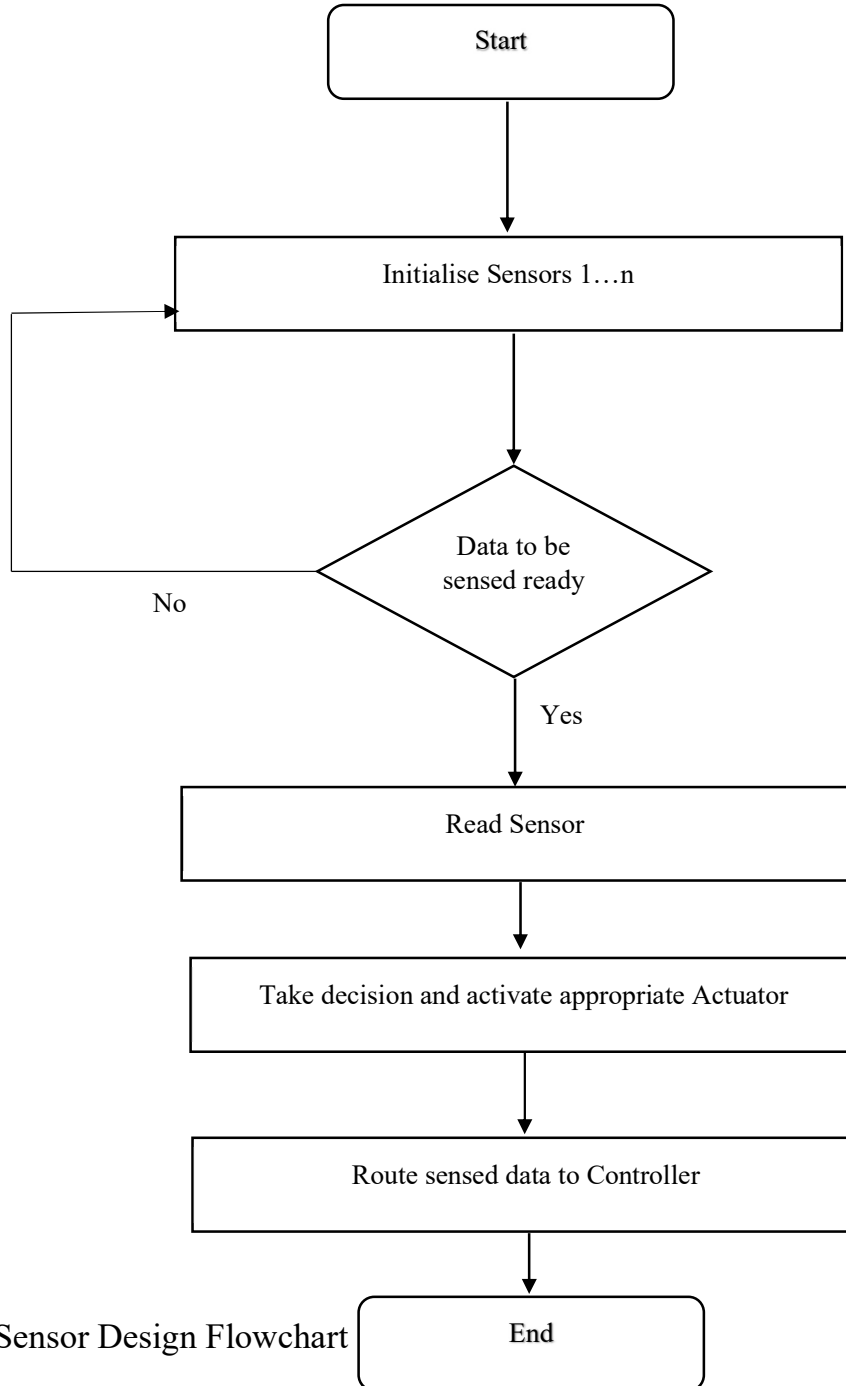 Start
Initialise Sensors 1…n
Data to be
sensed ready
No
Yes
Read Sensor
Take decision and activate appropriate Actuator
Route sensed data to Controller
Sensor Design Flowchart
End